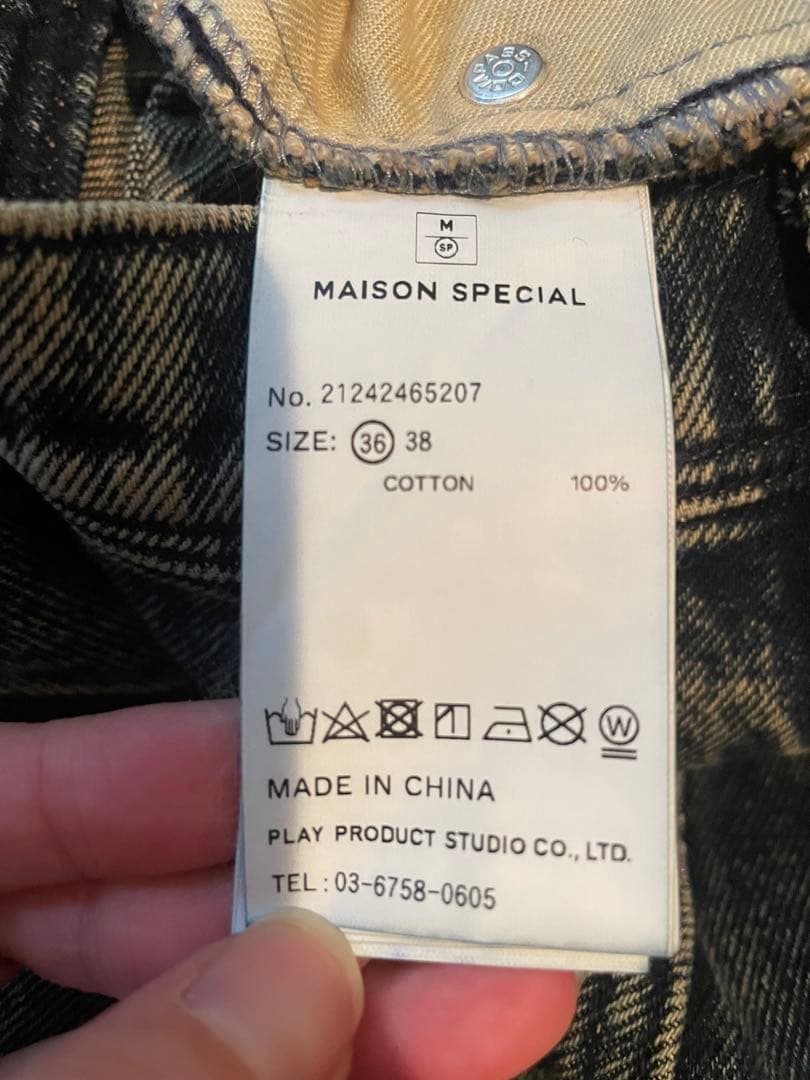 M
SP
MAISON SPECIAL
No. 21242465207
SIZE: 36 38
COTTON 100%
W
MADE IN CHINA
PLAY PRODUCT STUDIO CO., LTD.
TEL : 03-6758-0605